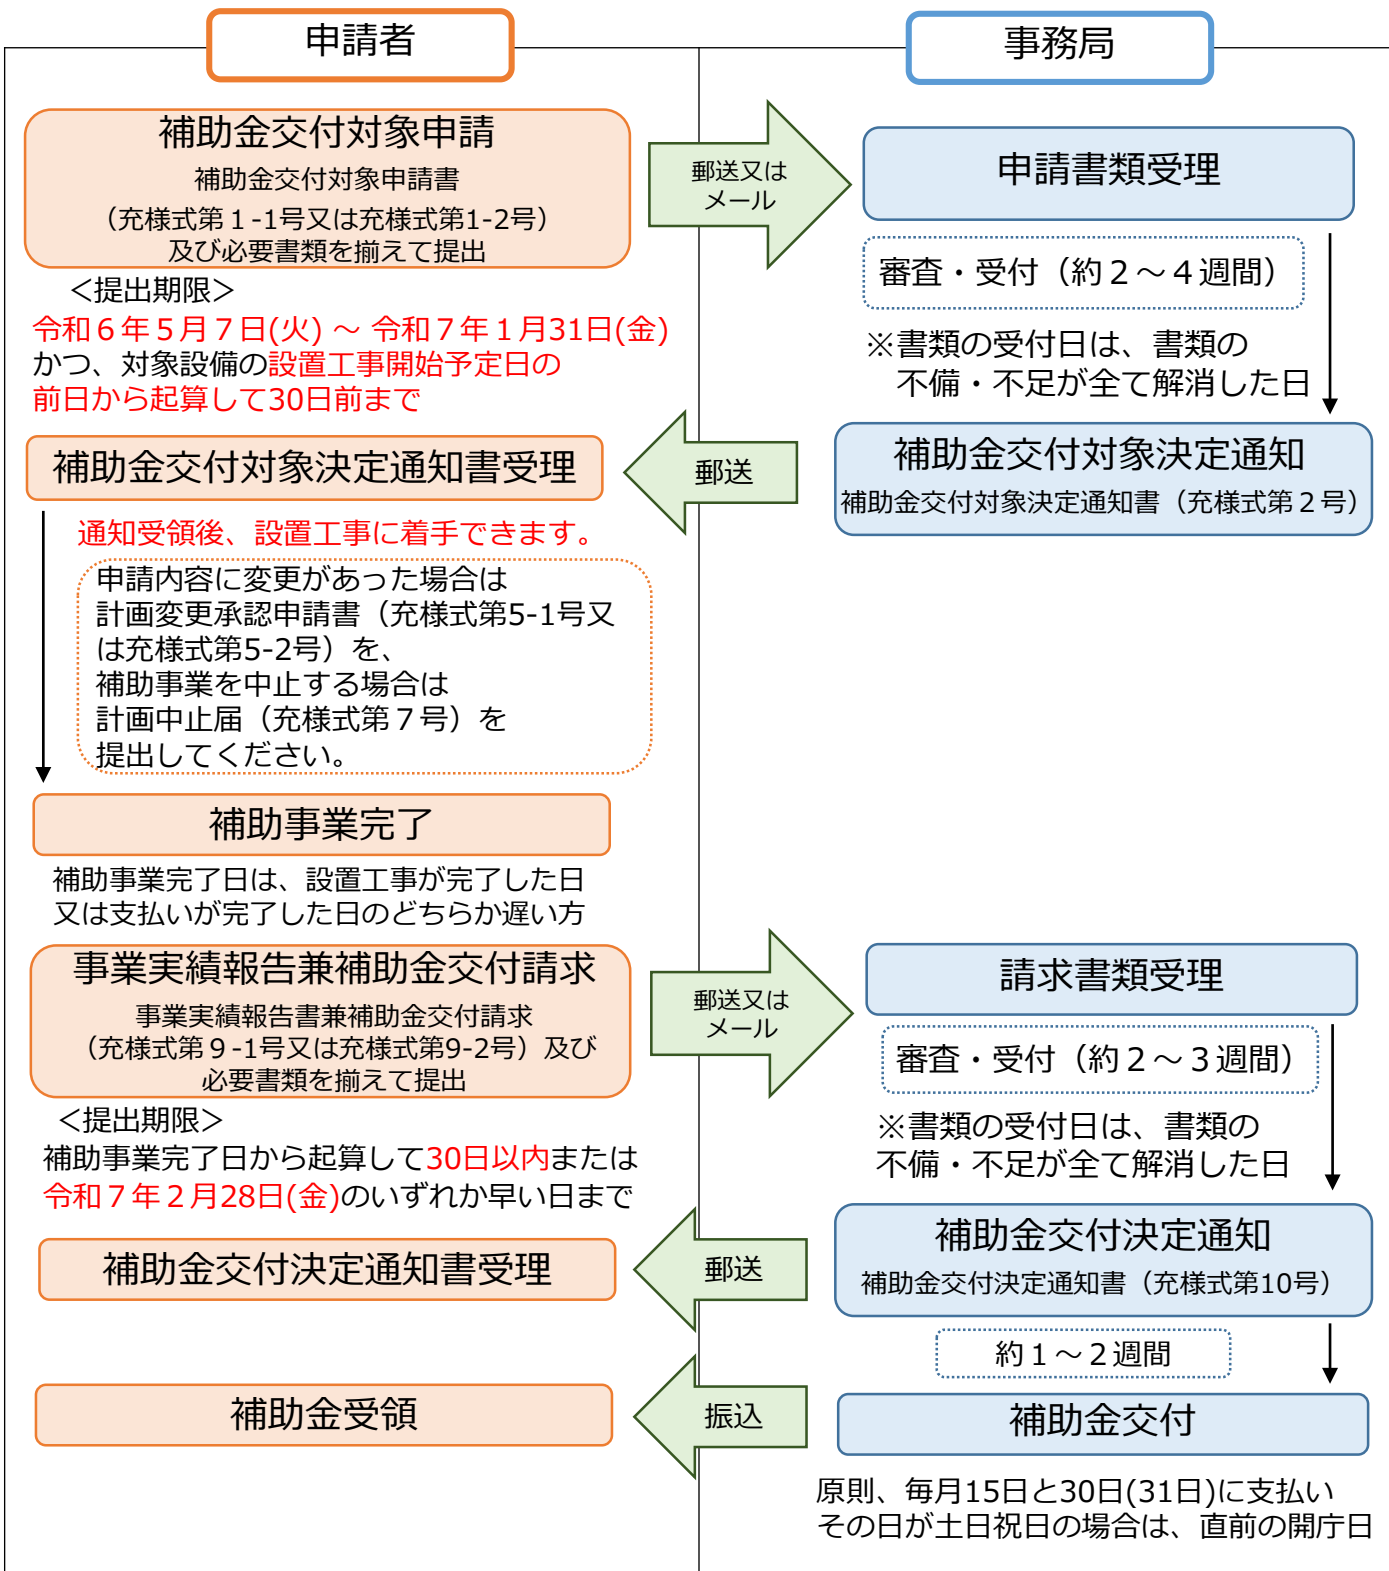 申請者
事務局
補助金交付対象申請
補助金交付対象申請書
（充様式第１-1号又は充様式第1-2号）
及び必要書類を揃えて提出
郵送又は
メール
申請書類受理
審査・受付（約２～４週間）
※書類の受付日は、書類の
不備・不足が全て解消した日
＜提出期限＞
令和６年５月７日(火) ～ 令和７年１月31日(金)
かつ、対象設備の設置工事開始予定日の
前日から起算して30日前まで
補助金交付対象決定通知書受理
郵送
補助金交付対象決定通知
補助金交付対象決定通知書（充様式第２号）
通知受領後、設置工事に着手できます。
申請内容に変更があった場合は
計画変更承認申請書（充様式第5-1号又
は充様式第5-2号）を、
補助事業を中止する場合は
計画中止届（充様式第７号）を
提出してください。
補助事業完了
補助事業完了日は、設置工事が完了した日
又は支払いが完了した日のどちらか遅い方
事業実績報告兼補助金交付請求
事業実績報告書兼補助金交付請求
（充様式第９-1号又は充様式第9-2号）及び
必要書類を揃えて提出
郵送又は
メール
請求書類受理
審査・受付（約２～３週間）
※書類の受付日は、書類の
不備・不足が全て解消した日
＜提出期限＞
補助事業完了日から起算して30日以内または
令和７年２月28日(金)のいずれか早い日まで
補助金交付決定通知書受理
郵送
補助金交付決定通知
補助金交付決定通知書（充様式第10号）
約１～２週間
補助金受領
振込
補助金交付
原則、毎月15日と30日(31日)に支払い
その日が土日祝日の場合は、直前の開庁日